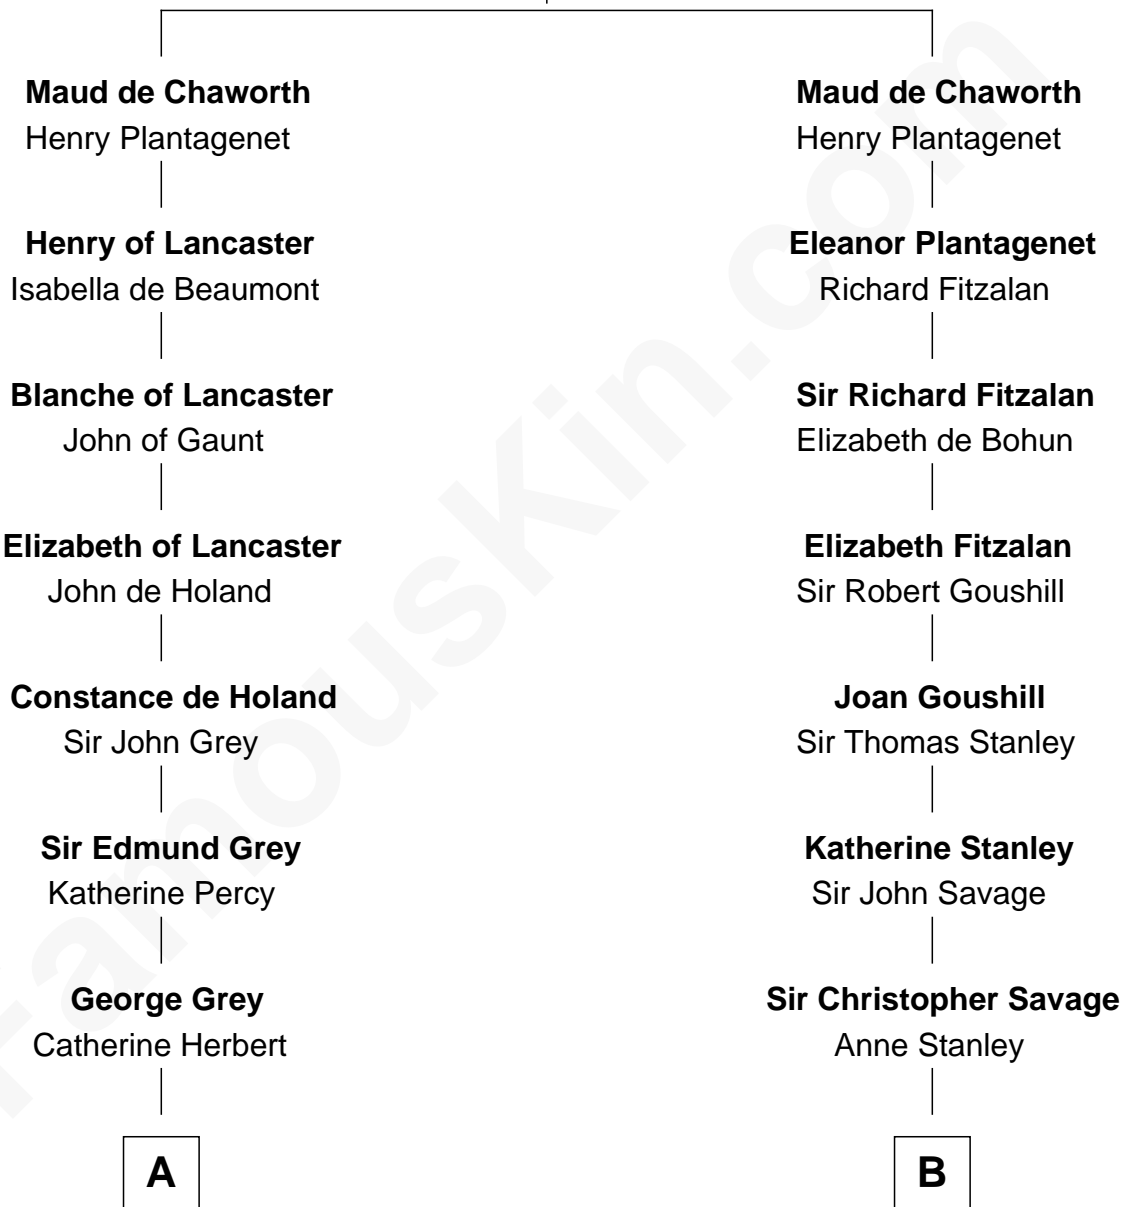 Maud de Chaworth
Henry Plantagenet
Henry of Lancaster
Isabella de Beaumont
Blanche of Lancaster
John of Gaunt
Elizabeth of Lancaster
John de Holand
Constance de Holand
Sir John Grey
Sir Edmund Grey
Katherine Percy
George Grey
Catherine Herbert
A
Maud de Chaworth
Henry Plantagenet
Eleanor Plantagenet
Richard Fitzalan
Sir Richard Fitzalan
Elizabeth de Bohun
Elizabeth Fitzalan
Sir Robert Goushill
Joan Goushill
Sir Thomas Stanley
Katherine Stanley
Sir John Savage
Sir Christopher Savage
Anne Stanley
B
FamousKin.com